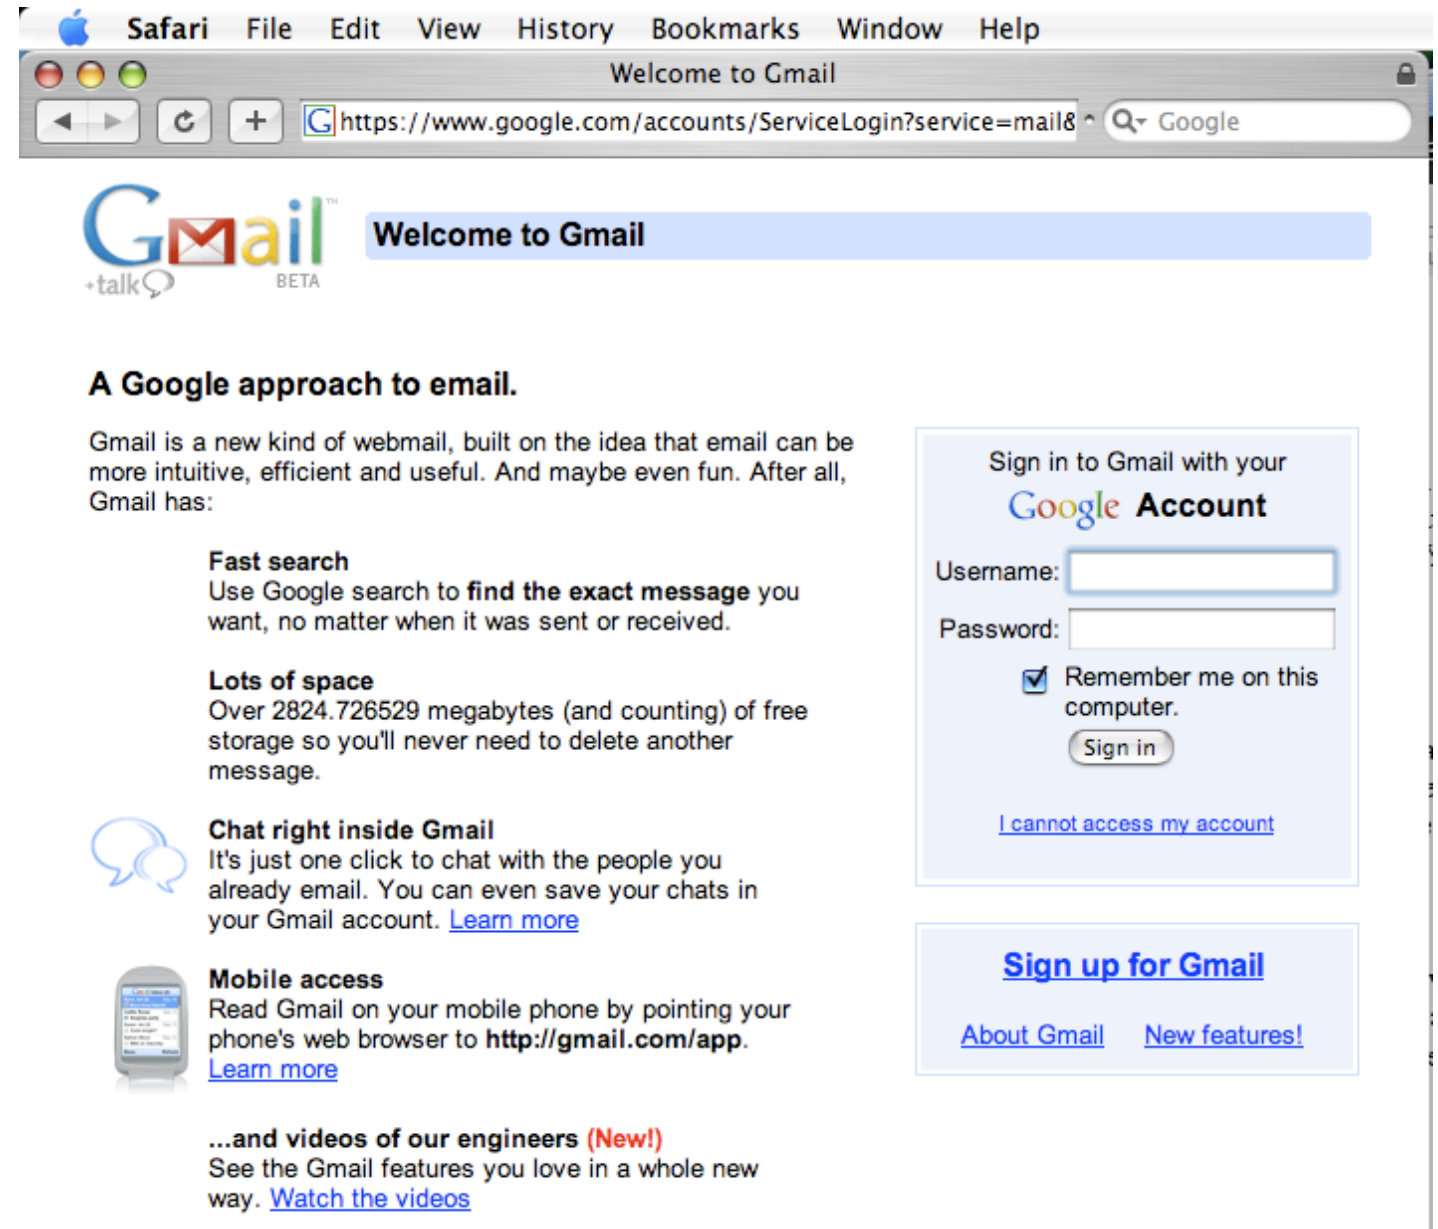 Safari File Edit View History Bookmarks Window Help
Welcome to Gmail
G https://www.google.com/accounts/ServiceLogin?service=mail& Google
Gmail™
+talk BETA
Welcome to Gmail
A Google approach to email.
Gmail is a new kind of webmail, built on the idea that email can be
more intuitive, efficient and useful. And maybe even fun. After all,
Gmail has:
Fast search
Use Google search to find the exact message you
want, no matter when it was sent or received.
Lots of space
Over 2824.726529 megabytes (and counting) of free
storage so you'll never need to delete another
message.
Chat right inside Gmail
It's just one click to chat with the people you
already email. You can even save your chats in
your Gmail account. Learn more
Mobile access
Read Gmail on your mobile phone by pointing your
phone's web browser to http://gmail.com/app.
Learn more
...and videos of our engineers (New!)
See the Gmail features you love in a whole new
way. Watch the videos
Sign in to Gmail with your
Google Account
Username:
Password:
Remember me on this
computer.
Sign in
I cannot access my account
Sign up for Gmail
About Gmail New features!